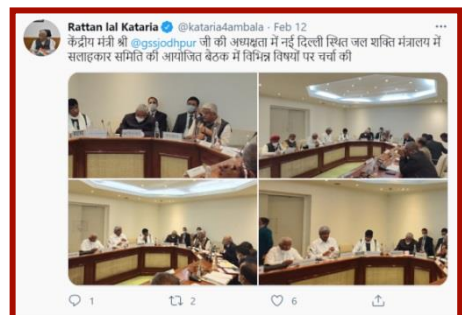 Rattan lal Kataria @kataria4ambala · Feb 12
केंद्रीय मंत्री श्री @gssjodhpur जी की अध्यक्षता में नई दिल्ली स्थित जल शक्ति मंत्रालय में
सलाहकार समिति की आयोजित बैठक में विभिन्न विषयों पर चर्चा की
1 2 6